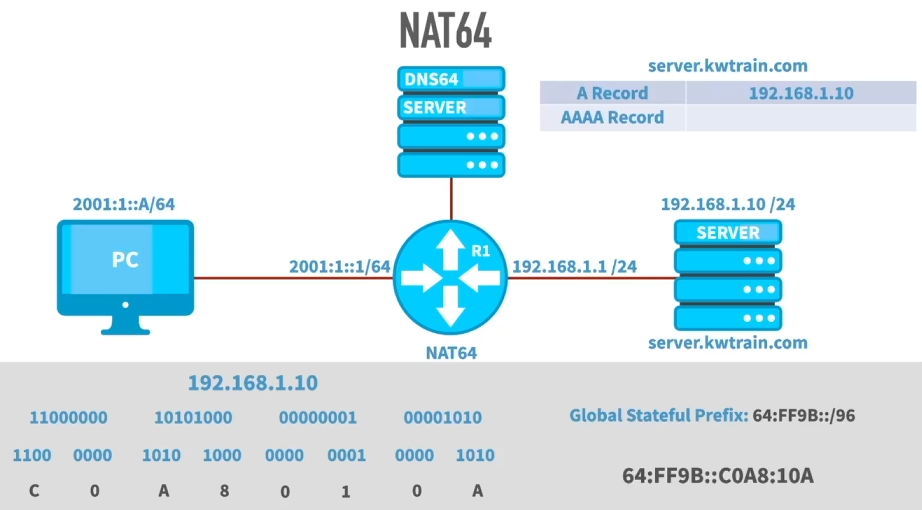 NAT64
DNS64
SERVER
server.kwtrain.com
A Record 192.168.1.10
AAAA Record
2001:1::A/64
PC
2001:1::1/64
R1
NAT64
192.168.1.1 /24
192.168.1.10 /24
SERVER
server.kwtrain.com
192.168.1.10
11000000 10101000 00000001 00001010
1100 0000 1010 1000 0000 0001 0000 1010
C 0 A 8 0 1 0 A
Global Stateful Prefix: 64:FF9B::/96
64:FF9B::C0A8:10A